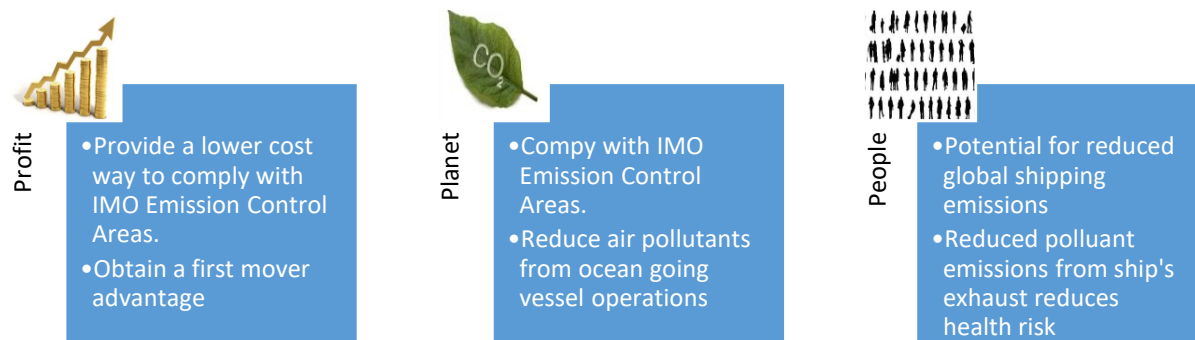 Profit
•Provide a lower cost
way to comply with
IMO Emission Control
Areas.
•Obtain a first mover
advantage
CO2
Planet
•Compy with IMO
Emission Control
Areas.
•Reduce air pollutants
from ocean going
vessel operations
People
•Potential for reduced
global shipping
emissions
•Reduced polluant
emissions from ship's
exhaust reduces
health risk